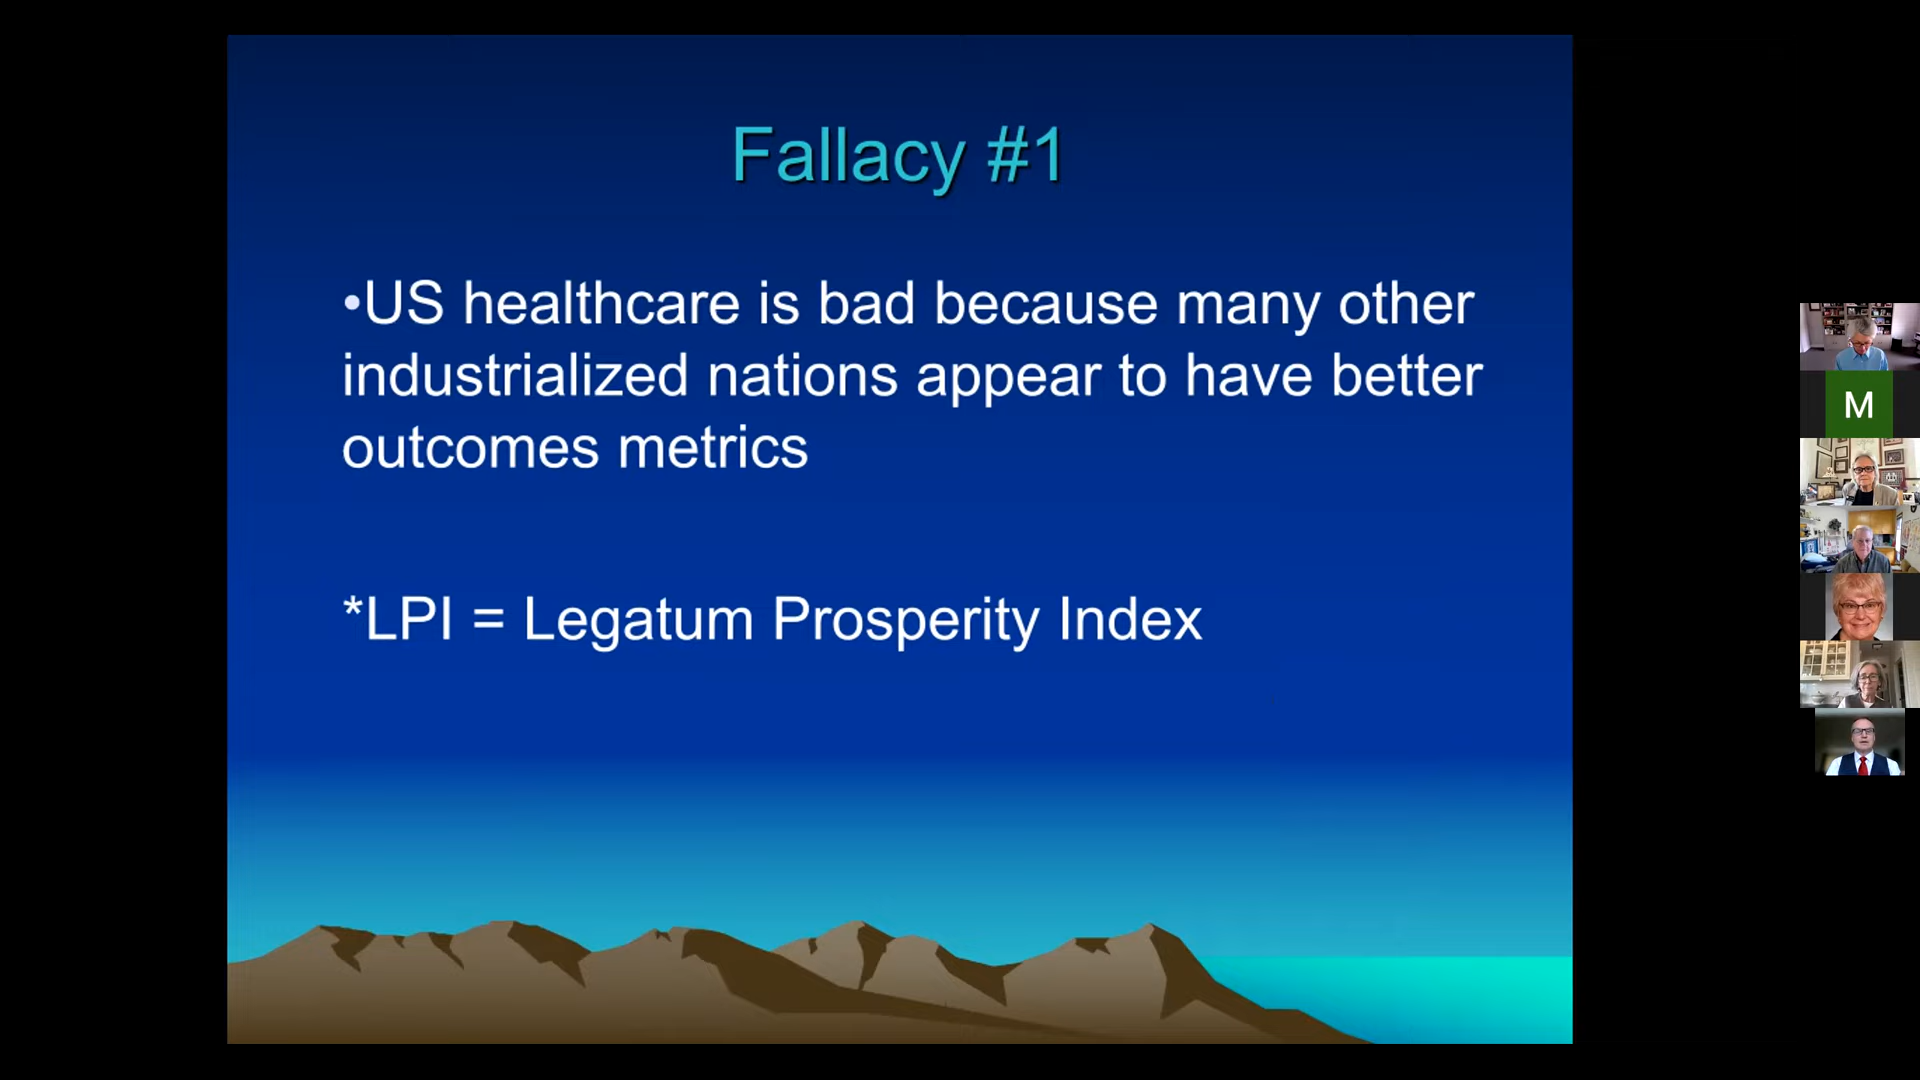 Fallacy #1
•US healthcare is bad because many other
industrialized nations appear to have better
outcomes metrics
*LPI = Legatum Prosperity Index
M